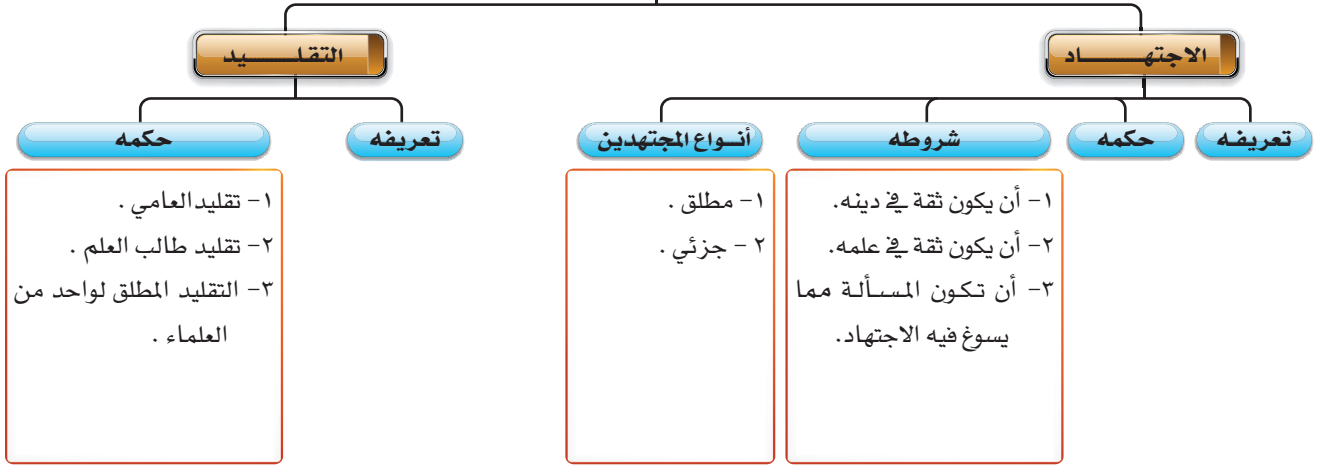 الاجتهاد
التقليد
تعريفه
حكمه
شروطه
أنواع المجتهدين
تعريفه
حكمه
١- أن يكون ثقة في دينه.
٢- أن يكون ثقة في علمه.
٣- أن تكون المسألة مما
يسوغ فيه الاجتهاد.
١- مطلق .
٢ - جزئي .
١- تقليد العامي .
٢- تقليد طالب العلم .
٣- التقليد المطلق لواحد من
العلماء .